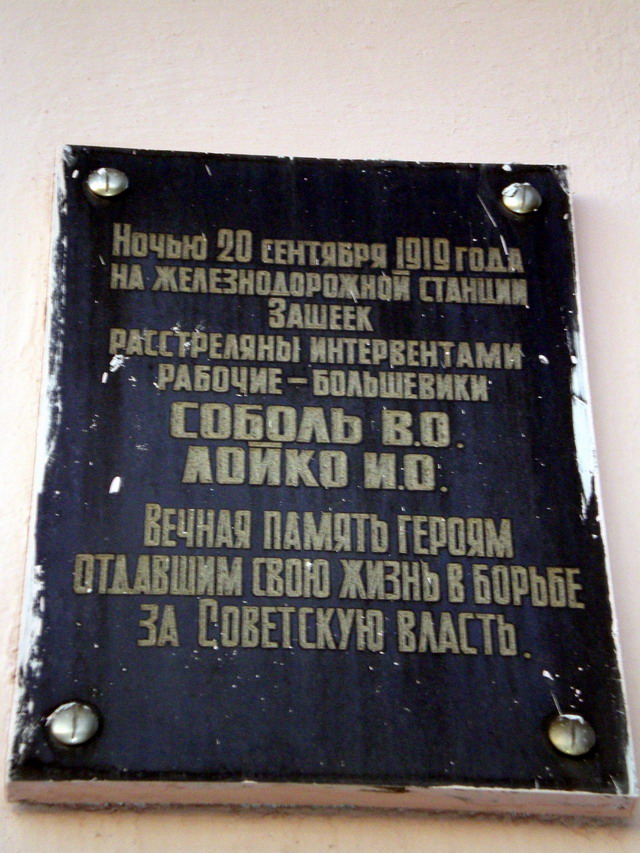 Ночью 20 сентября 1919 года
на железнодорожной станции
Зашеек
расстреляны интервентами
рабочие – большевики
Соболь В.О.
Лойко И.О.
Вечная память героям
отдавшим свою жизнь в борьбе
за Советскую власть.